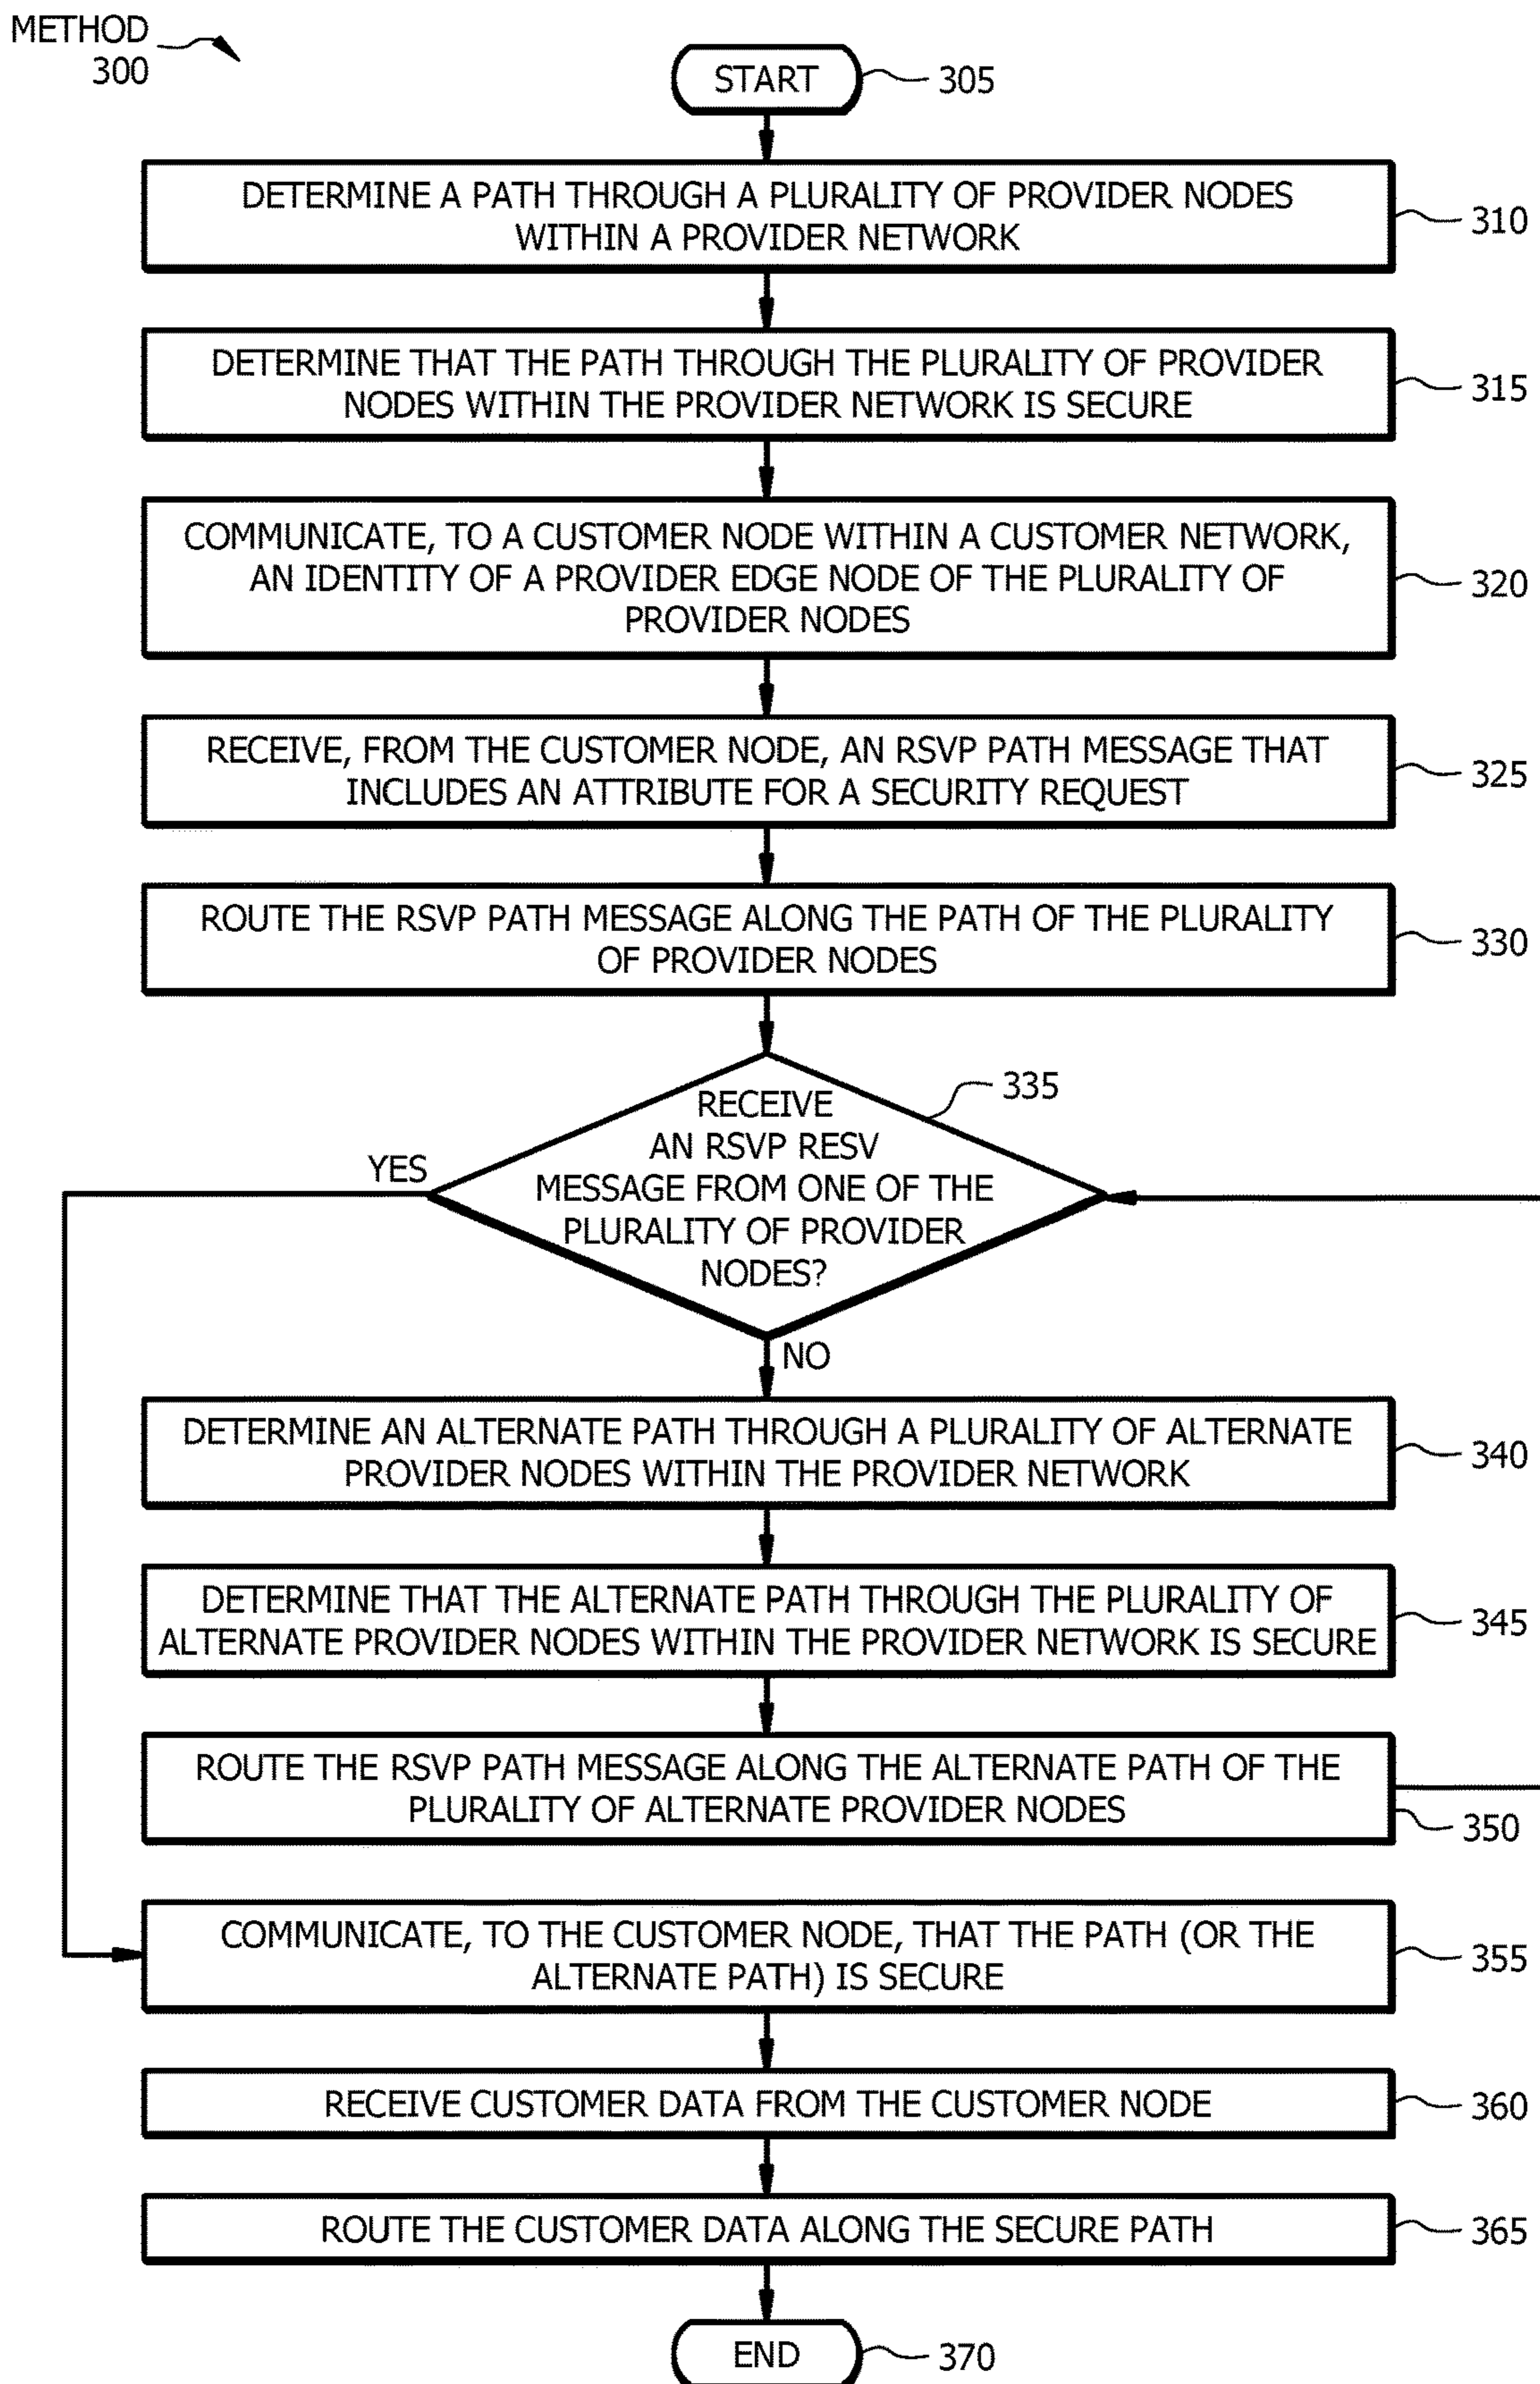 METHOD
300
START
305
DETERMINE A PATH THROUGH A PLURALITY OF PROVIDER NODES
WITHIN A PROVIDER NETWORK
310
DETERMINE THAT THE PATH THROUGH THE PLURALITY OF PROVIDER
NODES WITHIN THE PROVIDER NETWORK IS SECURE
315
COMMUNICATE, TO A CUSTOMER NODE WITHIN A CUSTOMER NETWORK,
AN IDENTITY OF A PROVIDER EDGE NODE OF THE PLURALITY OF
PROVIDER NODES
320
RECEIVE, FROM THE CUSTOMER NODE, AN RSVP PATH MESSAGE THAT
INCLUDES AN ATTRIBUTE FOR A SECURITY REQUEST
325
ROUTE THE RSVP PATH MESSAGE ALONG THE PATH OF THE PLURALITY
OF PROVIDER NODES
330
RECEIVE
AN RSVP RESV
MESSAGE FROM ONE OF THE
PLURALITY OF PROVIDER
NODES?
335
YES
NO
DETERMINE AN ALTERNATE PATH THROUGH A PLURALITY OF ALTERNATE
PROVIDER NODES WITHIN THE PROVIDER NETWORK
340
DETERMINE THAT THE ALTERNATE PATH THROUGH THE PLURALITY OF
ALTERNATE PROVIDER NODES WITHIN THE PROVIDER NETWORK IS SECURE
345
ROUTE THE RSVP PATH MESSAGE ALONG THE ALTERNATE PATH OF THE
PLURALITY OF ALTERNATE PROVIDER NODES
350
COMMUNICATE, TO THE CUSTOMER NODE, THAT THE PATH (OR THE
ALTERNATE PATH) IS SECURE
355
RECEIVE CUSTOMER DATA FROM THE CUSTOMER NODE
360
ROUTE THE CUSTOMER DATA ALONG THE SECURE PATH
365
END
370